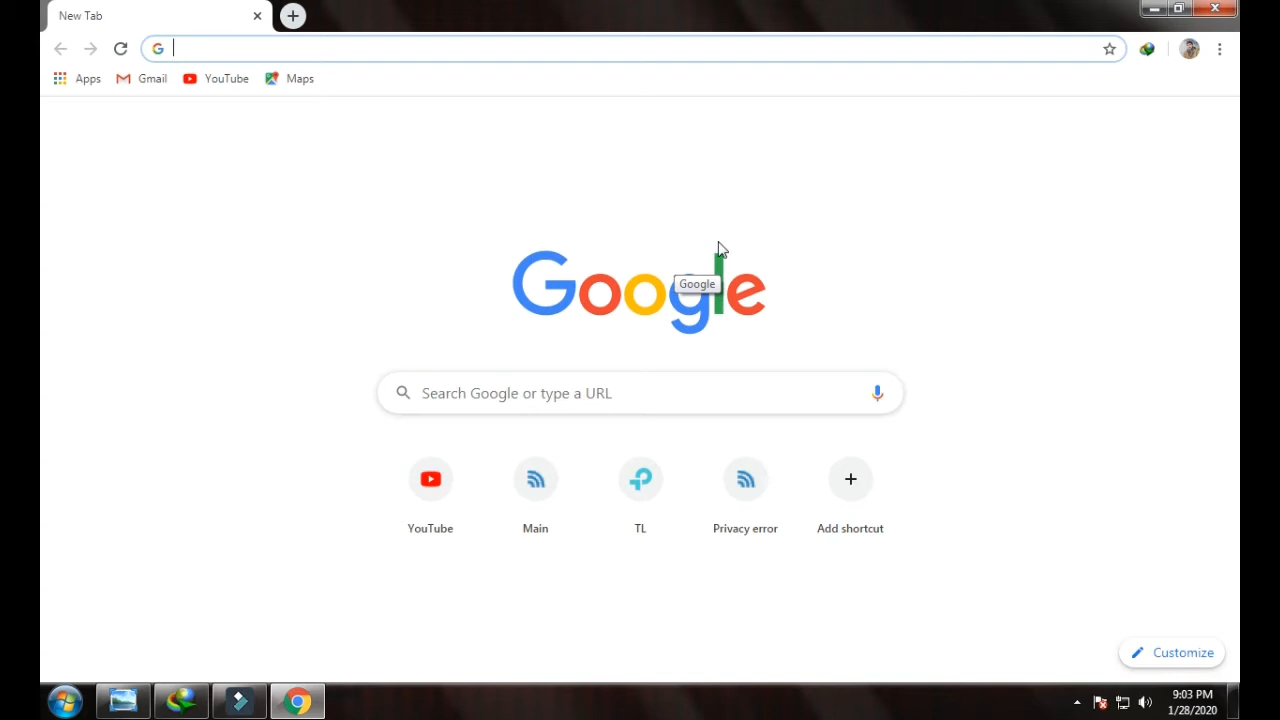 New Tab
Apps Gmail YouTube Maps
Google
Google
Search Google or type a URL
YouTube Main TL Privacy error Add shortcut
Customize
9:03 PM
1/28/2020